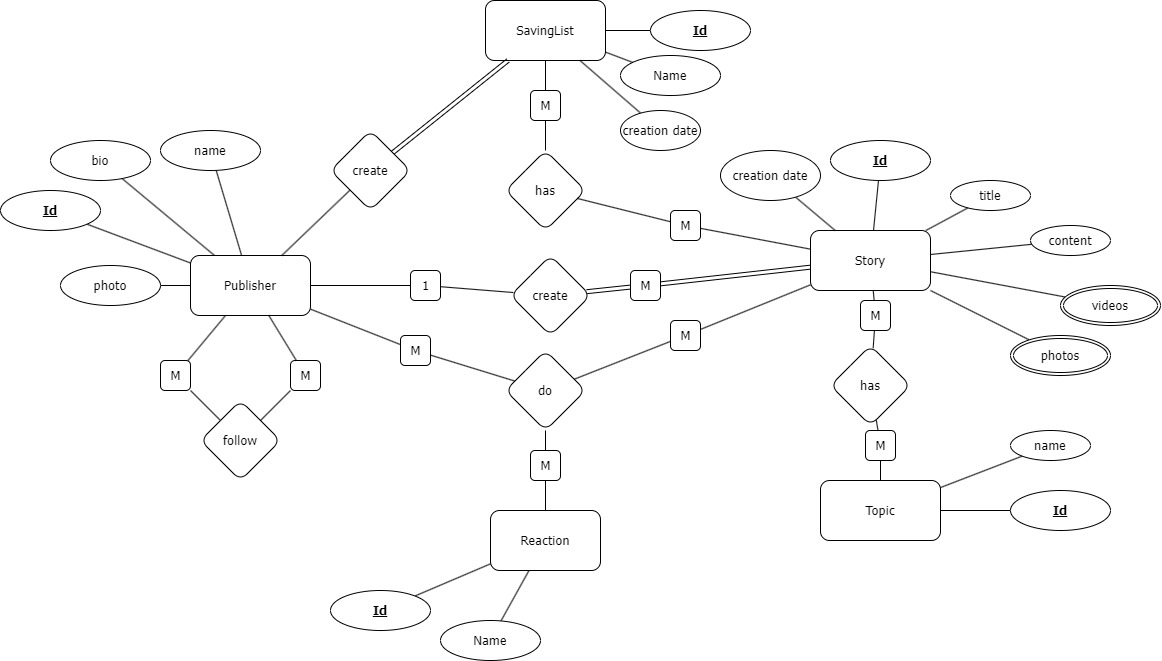 SavingList
Id
Name
M
creation date
name
bio
create
Id
creation date
has
title
Id
M
content
Story
Publisher
photo
1
create
M
videos
M
M
M
photos
M
M
do
has
follow
M
M
name
Topic
Id
Reaction
Id
Name